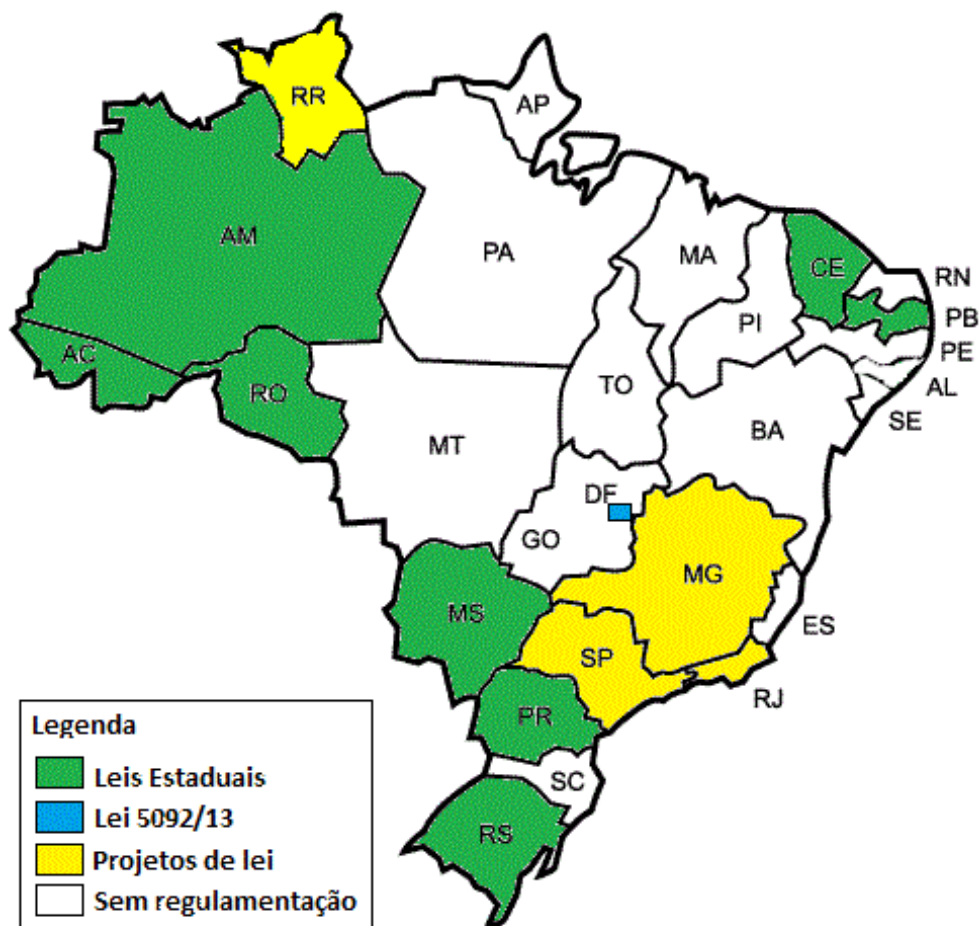 RR
AP
AM
PA
MA
CE
RN
PI
PB
AC
PE
RO
TO
AL
SE
MT
BA
DF
GO
MG
MS
ES
SP
RJ
PR
SC
RS
Legenda
Leis Estaduais
Lei 5092/13
Projetos de lei
Sem regulamentação